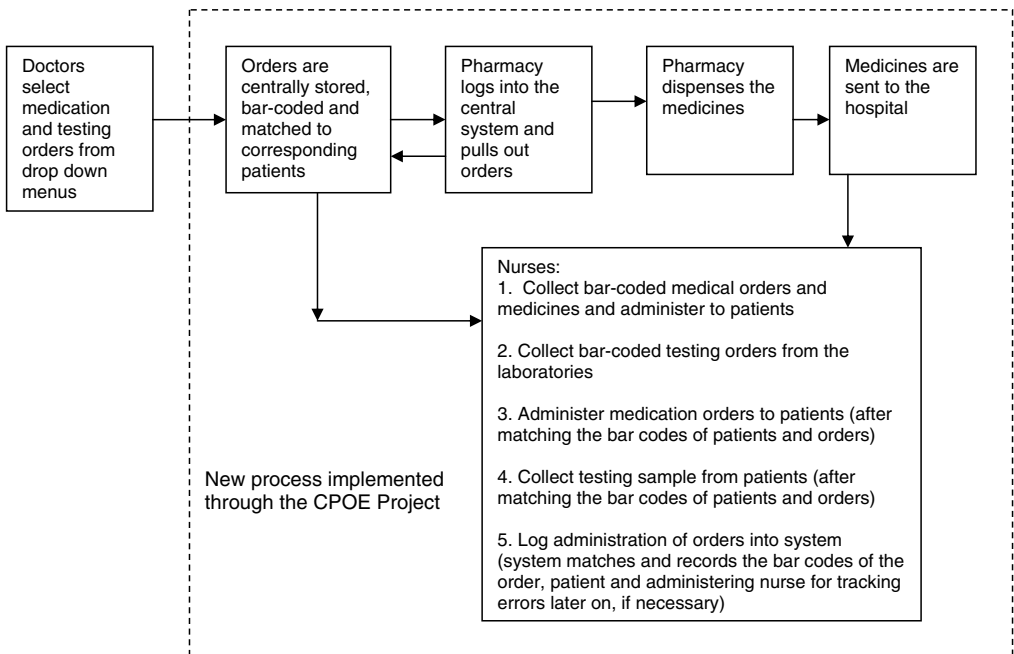 Doctors
select
medication
and testing
orders from
drop down
menus
Orders are
centrally stored,
bar-coded and
matched to
corresponding
patients
Pharmacy
logs into the
central
system and
pulls out
orders
Pharmacy
dispenses the
medicines
Medicines are
sent to the
hospital
Nurses:
1. Collect bar-coded medical orders and
medicines and administer to patients
2. Collect bar-coded testing orders from the
laboratories
3. Administer medication orders to patients (after
matching the bar codes of patients and orders)
4. Collect testing sample from patients (after
matching the bar codes of patients and orders)
5. Log administration of orders into system
(system matches and records the bar codes of the
order, patient and administering nurse for tracking
errors later on, if necessary)
New process implemented
through the CPOE Project